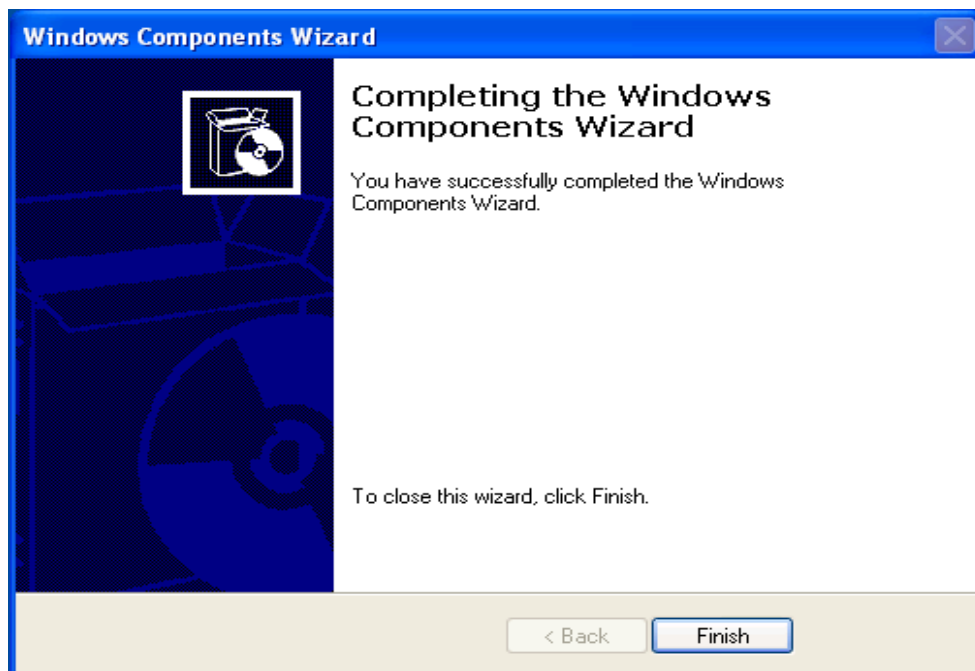 Windows Components Wizard
Completing the Windows
Components Wizard
You have successfully completed the Windows
Components Wizard.
To close this wizard, click Finish.
< Back
Finish